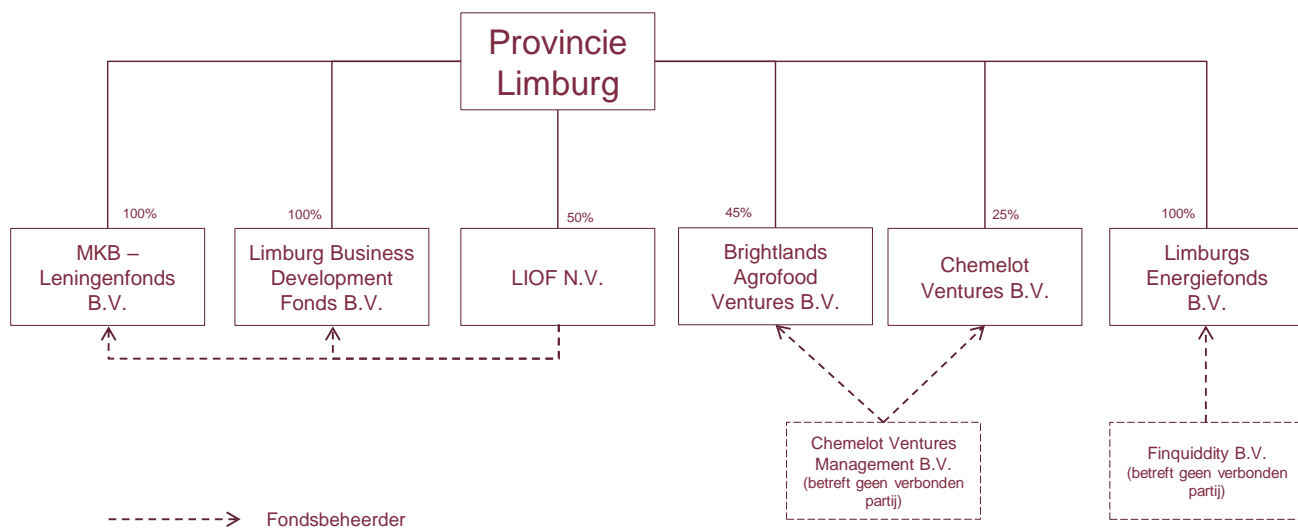 Provincie
Limburg
100%
100%
50%
45%
25%
100%
MKB –
Leningenfonds
B.V.
Limburg Business
Development
Fonds B.V.
LIOF N.V.
Brightlands
Agrofood
Ventures B.V.
Chemelot
Ventures B.V.
Limburgs
Energiefonds
B.V.
Chemelot Ventures
Management B.V.
(betreft geen verbonden
partij)
Finquiddity B.V.
(betreft geen verbonden
partij)
Fondsbeheerder